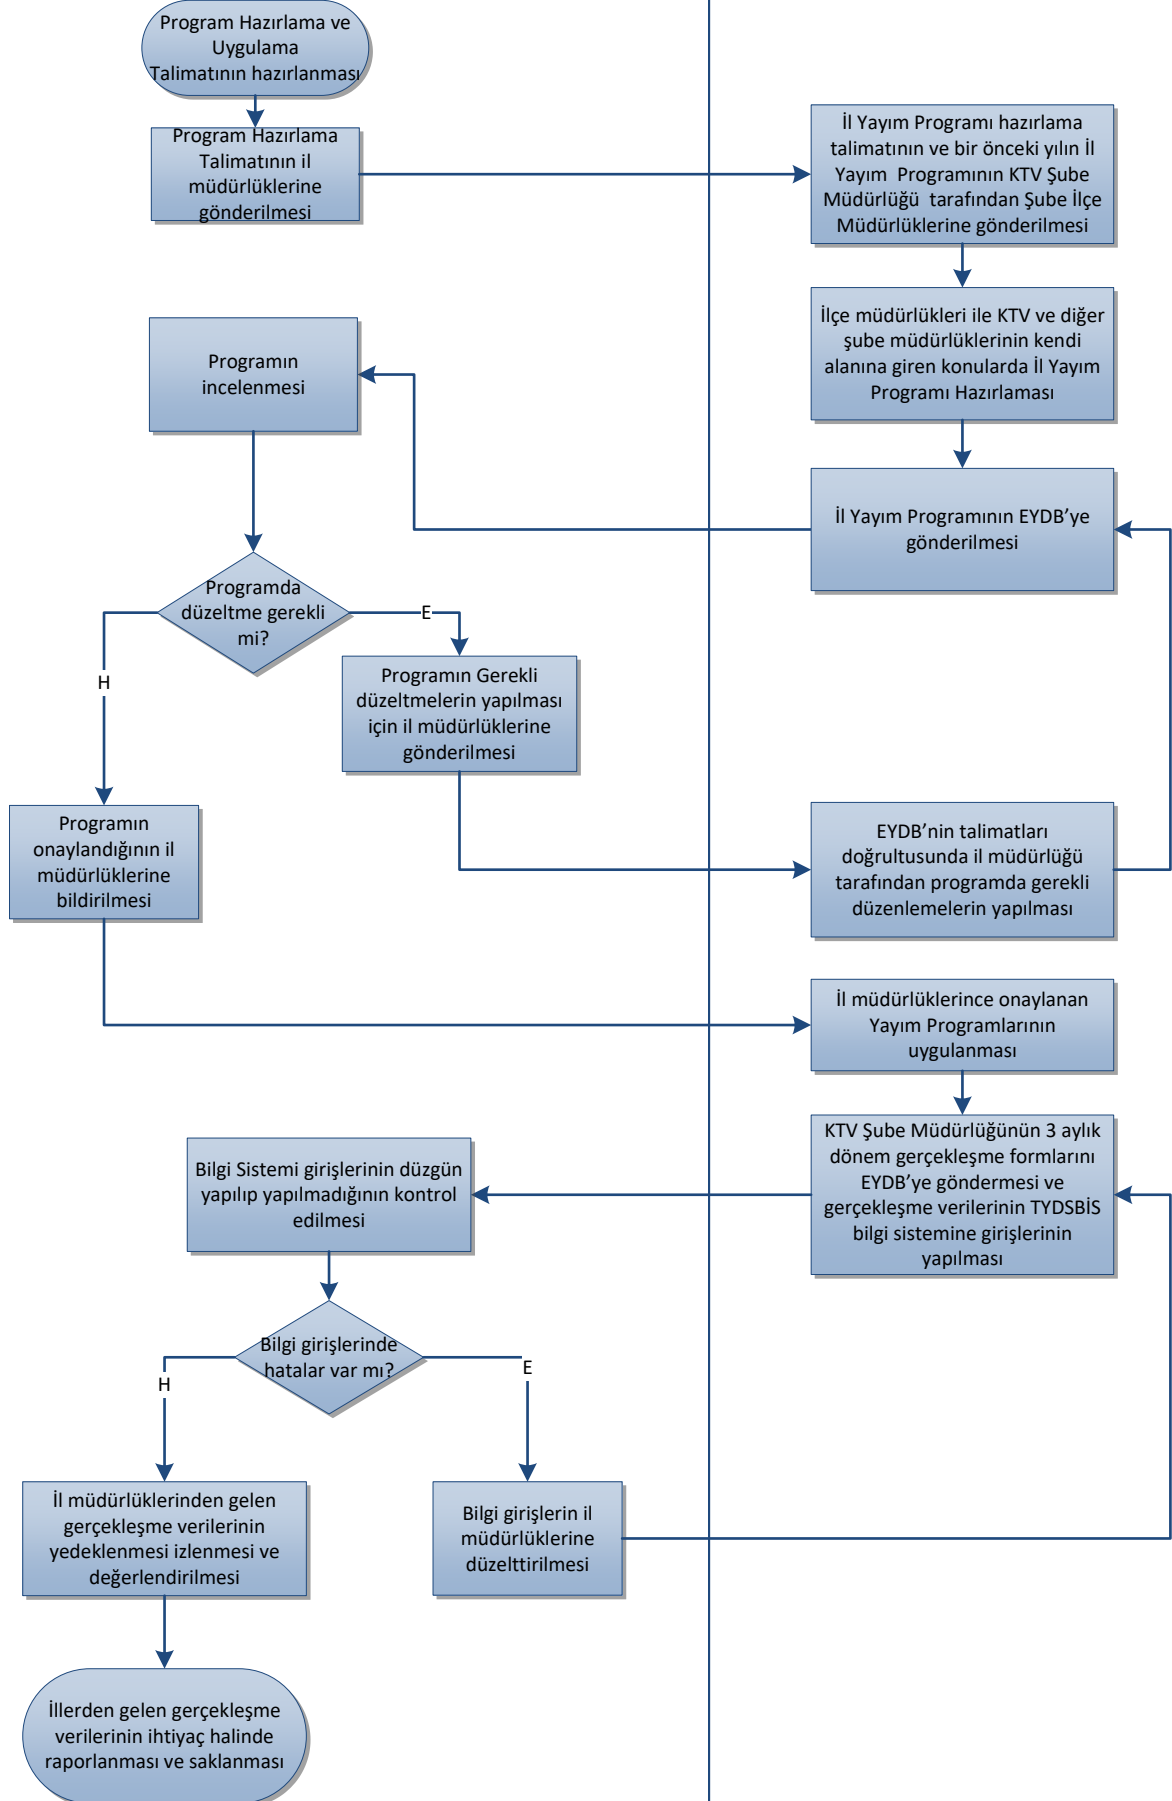 Program Hazırlama ve
Uygulama
Talimatının hazırlanması
Program Hazırlama
Talimatının il
müdürlüklerine
gönderilmesi
İl Yayım Programı hazırlama
talimatının ve bir önceki yılın İl
Yayım Programının KTV Şube
Müdürlüğü tarafından Şube İlçe
Müdürlüklerine gönderilmesi
İlçe müdürlükleri ile KTV ve diğer
şube müdürlüklerinin kendi
alanına giren konularda İl Yayım
Programı Hazırlaması
Programın
incelenmesi
İl Yayım Programının EYDB’ye
gönderilmesi
Programda
düzeltme gerekli
mi?
E
H
Programın Gerekli
düzeltmelerin yapılması
için il müdürlüklerine
gönderilmesi
Programın
onaylandığının il
müdürlüklerine
bildirilmesi
EYDB’nin talimatları
doğrultusunda il müdürlüğü
tarafından programda gerekli
düzenlemelerin yapılması
İl müdürlüklerince onaylanan
Yayım Programlarının
uygulanması
KTV Şube Müdürlüğünün 3 aylık
dönem gerçekleşme formlarını
EYDB’ye göndermesi ve
gerçekleşme verilerinin TYDSBİS
bilgi sistemine girişlerinin
yapılması
Bilgi Sistemi girişlerinin düzgün
yapılıp yapılmadığının kontrol
edilmesi
Bilgi girişlerinde
hatalar var mı?
E
H
İl müdürlüklerinden gelen
gerçekleşme verilerinin
yedeklenmesi izlenmesi ve
değerlendirilmesi
Bilgi girişlerin il
müdürlüklerine
düzelttirilmesi
İllerden gelen gerçekleşme
verilerinin ihtiyaç halinde
raporlanması ve saklanması